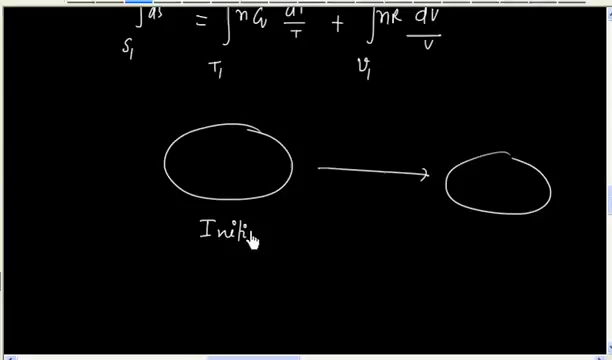 ∫ds = ∫nCv dT/T + ∫nR dV/V
S1 T1 V1
Initi